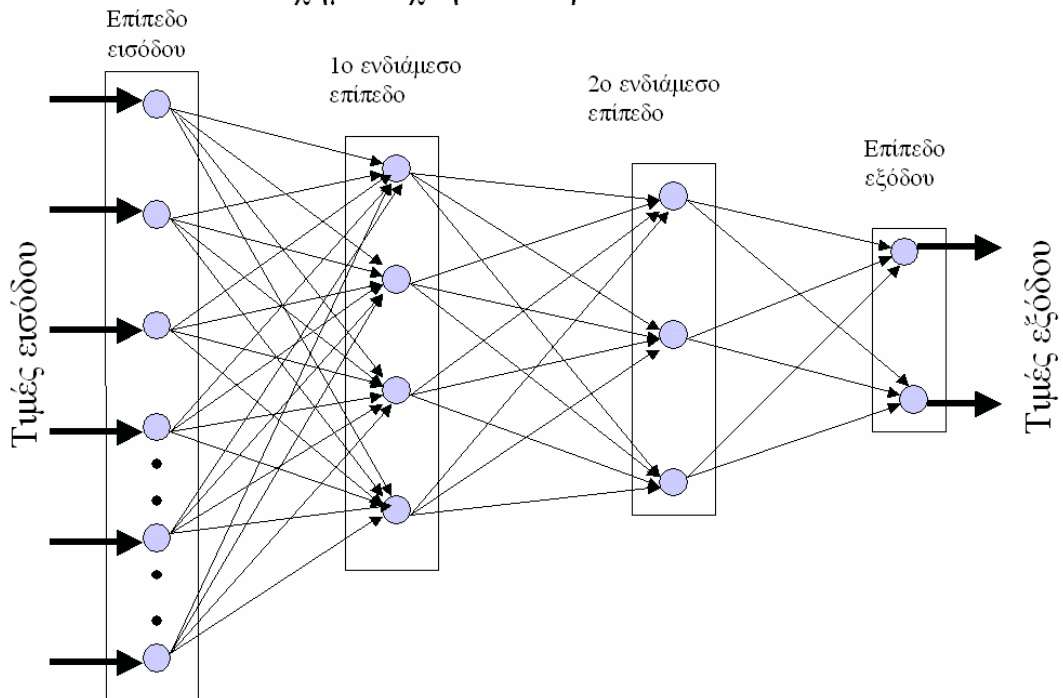 Επίπεδο
εισόδου
1ο ενδιάμεσο
επίπεδο
2ο ενδιάμεσο
επίπεδο
Επίπεδο
εξόδου
Τιμές εισόδου
Τιμές εξόδου